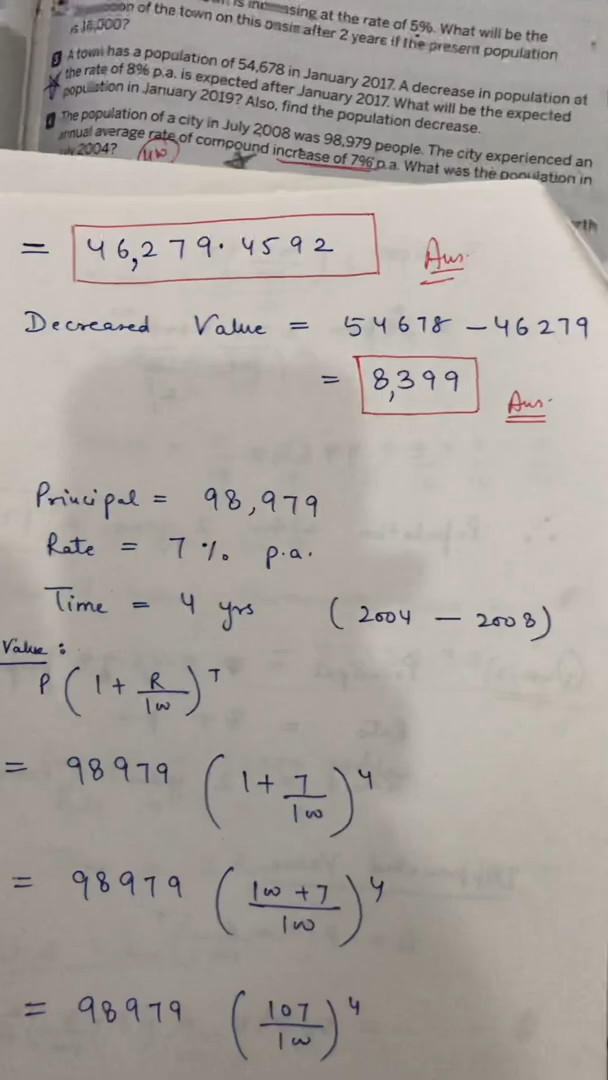 is increasing at the rate of 5%. What will be the
of the town on this basis after 2 years if the present population
is 18,000?
A town has a population of 54,678 in January 2017. A decrease in population at
the rate of 8% p.a. is expected after January 2017. What will be the expected
population in January 2019? Also, find the population decrease.
The population of a city in July 2008 was 98,979 people. The city experienced an
annual average rate of compound increase of 7% p.a. What was the population in
July 2004? HW
= 46,279.4592 Ans.
Decreased Value = 54678 - 46279
= 8,399 Ans.
Principal = 98,979
Rate = 7% p.a.
Time = 4 yrs (2004 - 2008)
Value :
P (1 + R/100)^T
= 98979 (1 + 7/100)^4
= 98979 (100 + 7/100)^4
= 98979 (107/100)^4